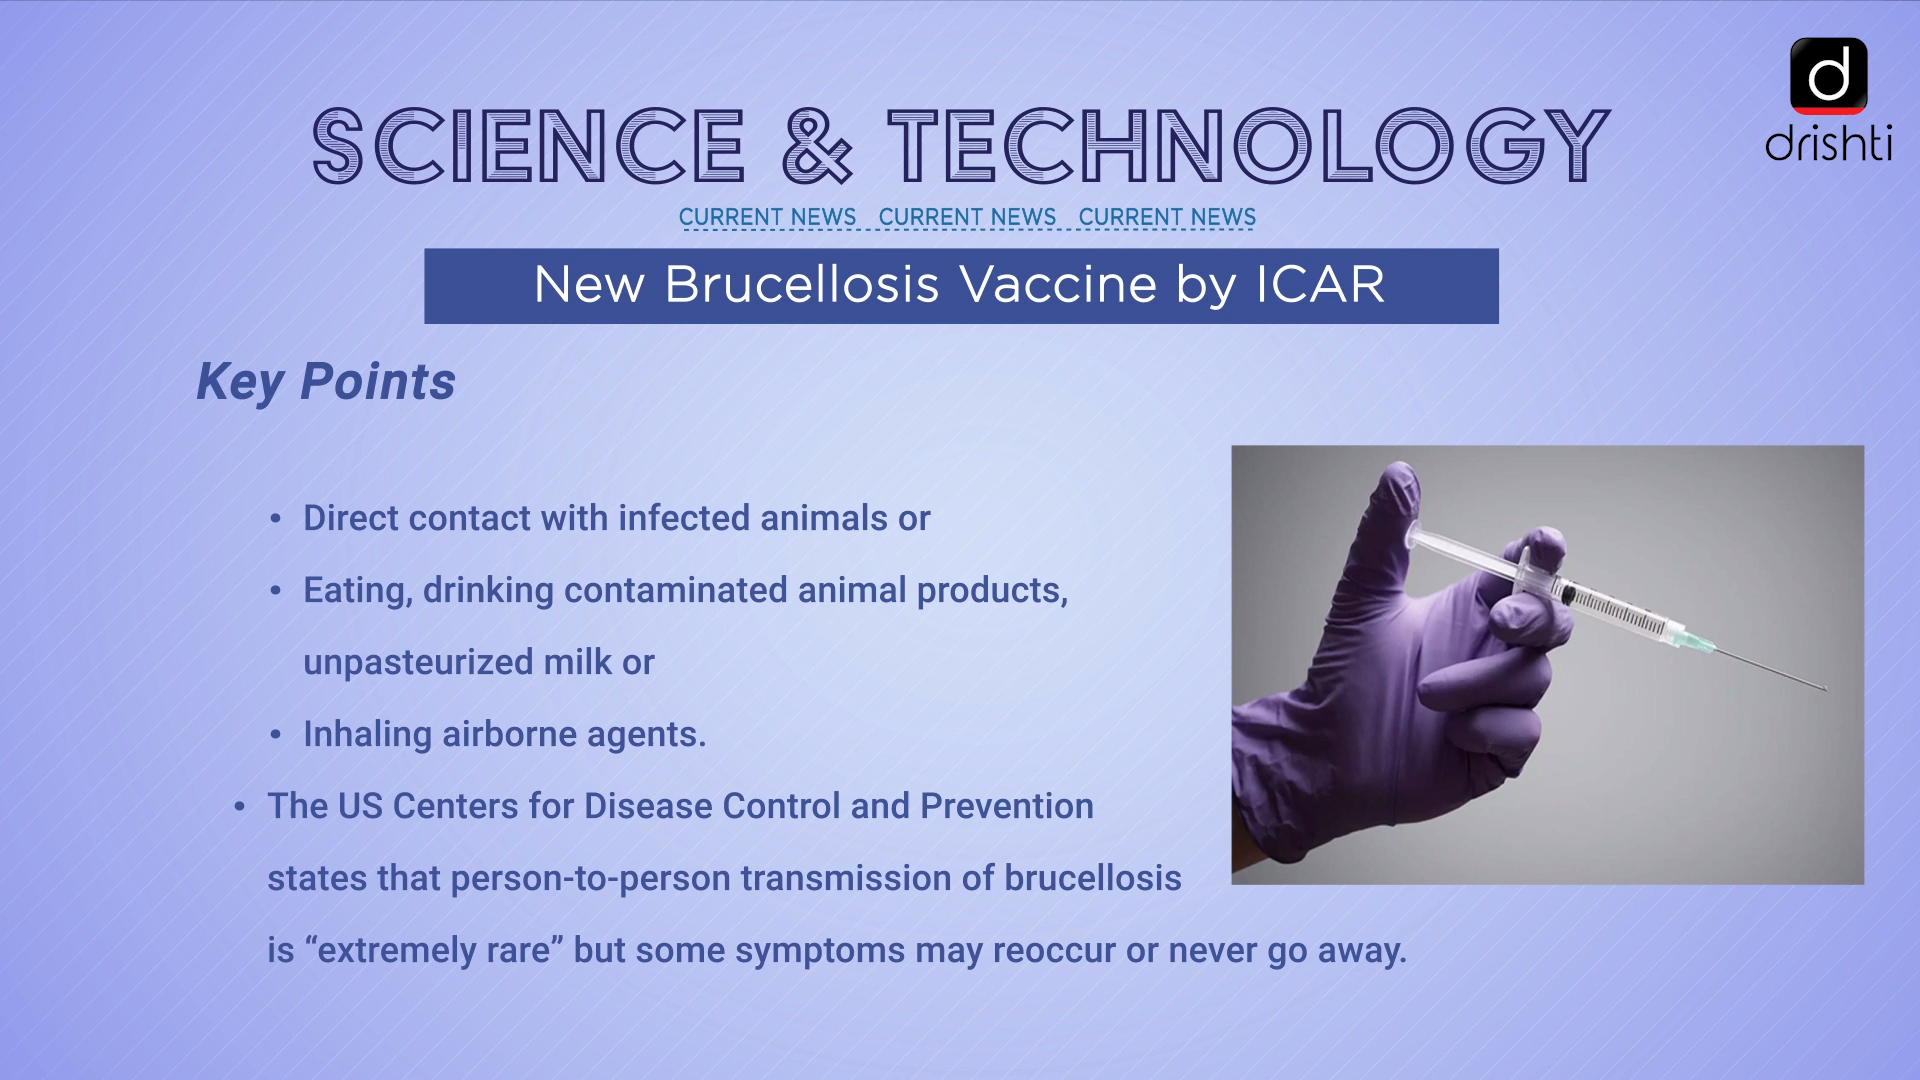 d
drishti
SCIENCE & TECHNOLOGY
CURRENT NEWS CURRENT NEWS CURRENT NEWS
New Brucellosis Vaccine by ICAR
Key Points
• Direct contact with infected animals or
• Eating, drinking contaminated animal products,
unpasteurized milk or
• Inhaling airborne agents.
• The US Centers for Disease Control and Prevention
states that person-to-person transmission of brucellosis
is “extremely rare” but some symptoms may reoccur or never go away.